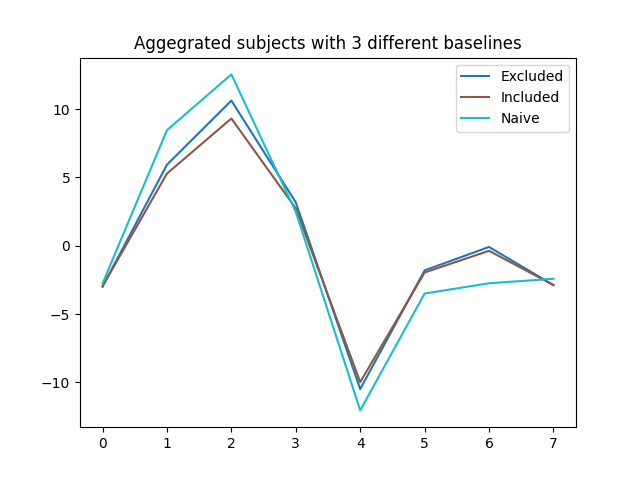 Aggegrated subjects with 3 different baselines
Excluded
Included
Naive
10
5
0
−5
−10
0 1 2 3 4 5 6 7